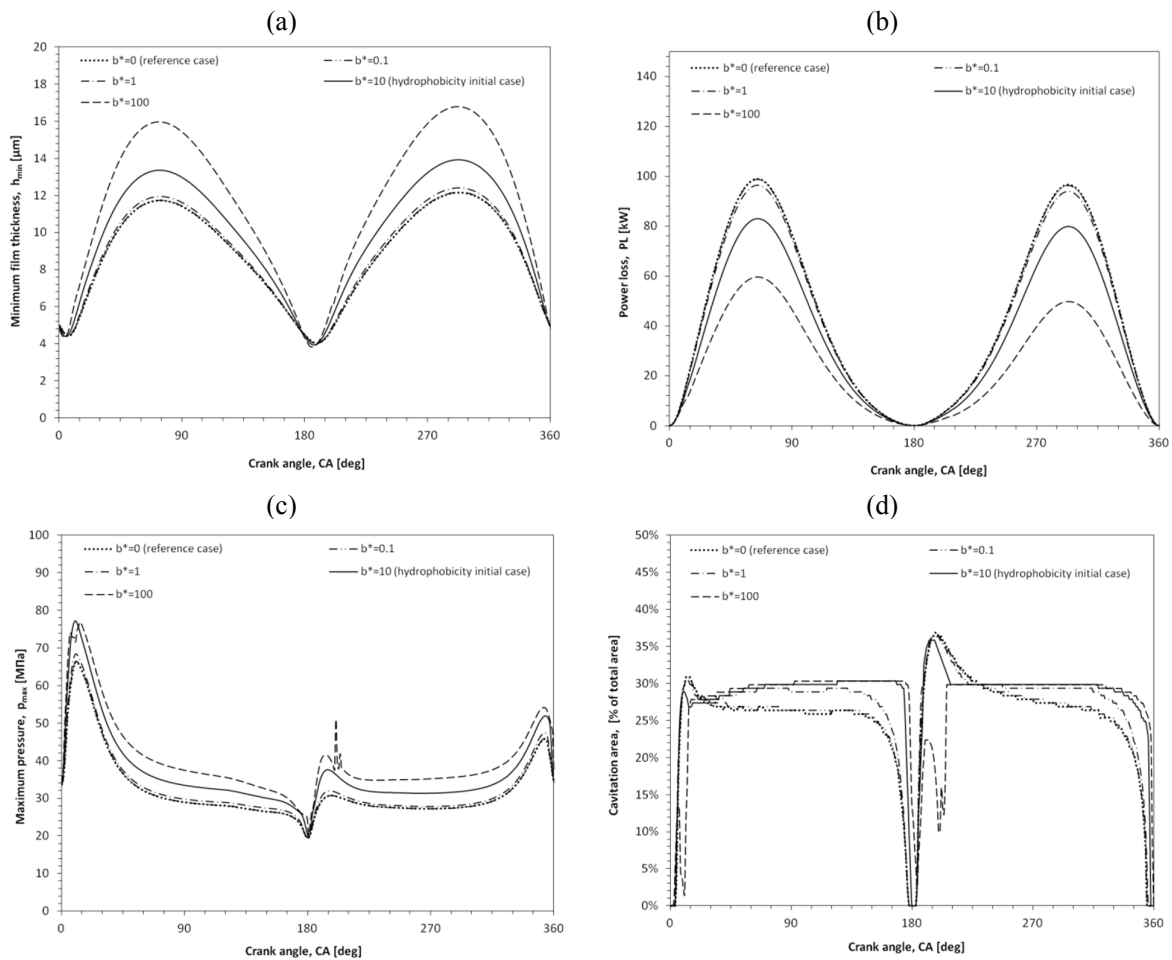 (a)
20
18
16
14
12
10
8
6
4
2
0
Minimum film thickness, hmin [μm]
b*=0 (reference case)
b*=0.1
b*=1
b*=10 (hydrophobicity initial case)
b*=100
0 90 180 270 360
Crank angle, CA [deg]
(b)
140
120
100
80
60
40
20
0
Power loss, PL [kW]
b*=0 (reference case)
b*=0.1
b*=1
b*=10 (hydrophobicity initial case)
b*=100
0 90 180 270 360
Crank angle, CA [deg]
(c)
100
90
80
70
60
50
40
30
20
10
0
Maximum pressure, pmax [МПа]
b*=0 (reference case)
b*=0.1
b*=1
b*=10 (hydrophobicity initial case)
b*=100
0 90 180 270 360
Crank angle, CA [deg]
(d)
50%
45%
40%
35%
30%
25%
20%
15%
10%
5%
0%
Cavitation area, [% of total area]
b*=0 (reference case)
b*=0.1
b*=1
b*=10 (hydrophobicity initial case)
b*=100
0 90 180 270 360
Crank angle, CA [deg]